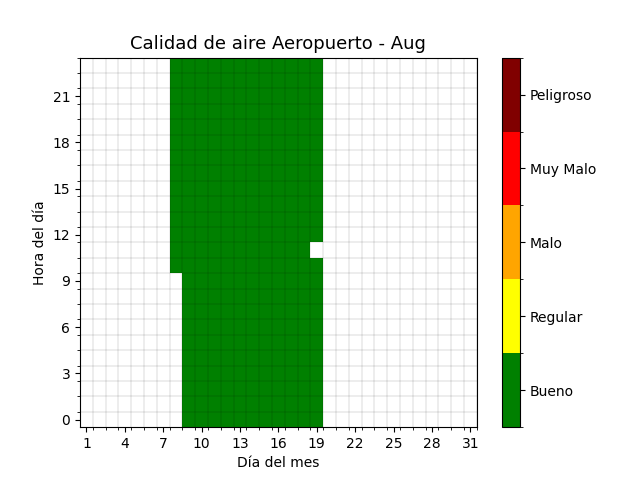 Calidad de aire Aeropuerto - Aug
Hora del día
21
18
15
12
9
6
3
0
1 4 7 10 13 16 19 22 25 28 31
Día del mes
Peligroso
Muy Malo
Malo
Regular
Bueno